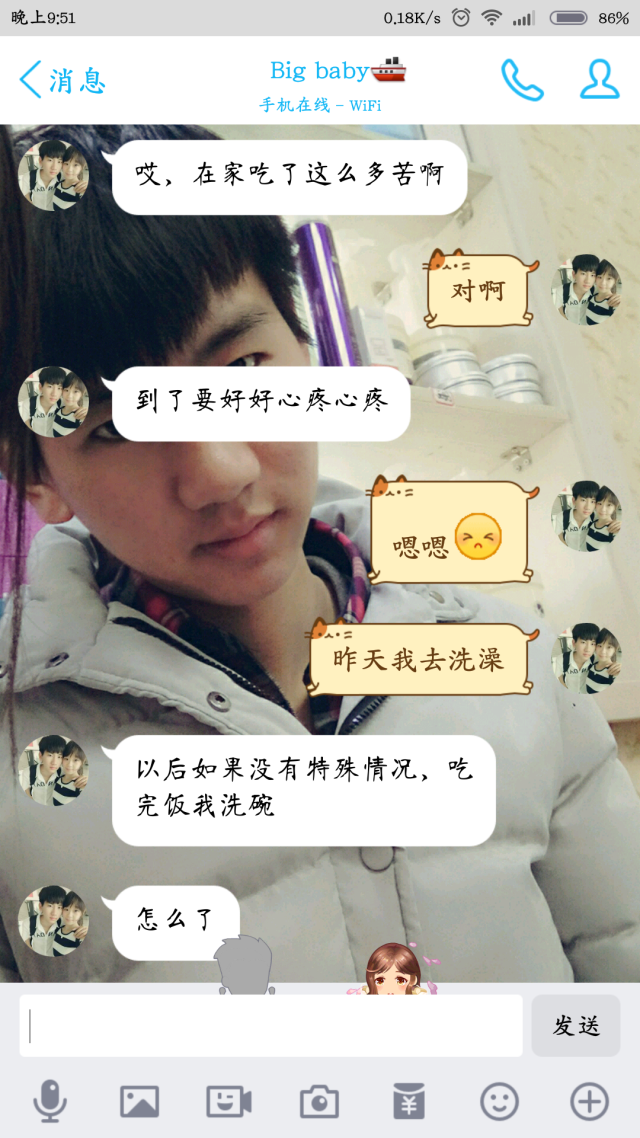 晚上9:51 0.18K/s 86%
消息 Big baby
手机在线 – WiFi
哎，在家吃了这么多苦啊
对啊
到了要好好心疼心疼
嗯嗯
昨天我去洗澡
以后如果没有特殊情况，吃
完饭我洗碗
怎么了
发送
¥